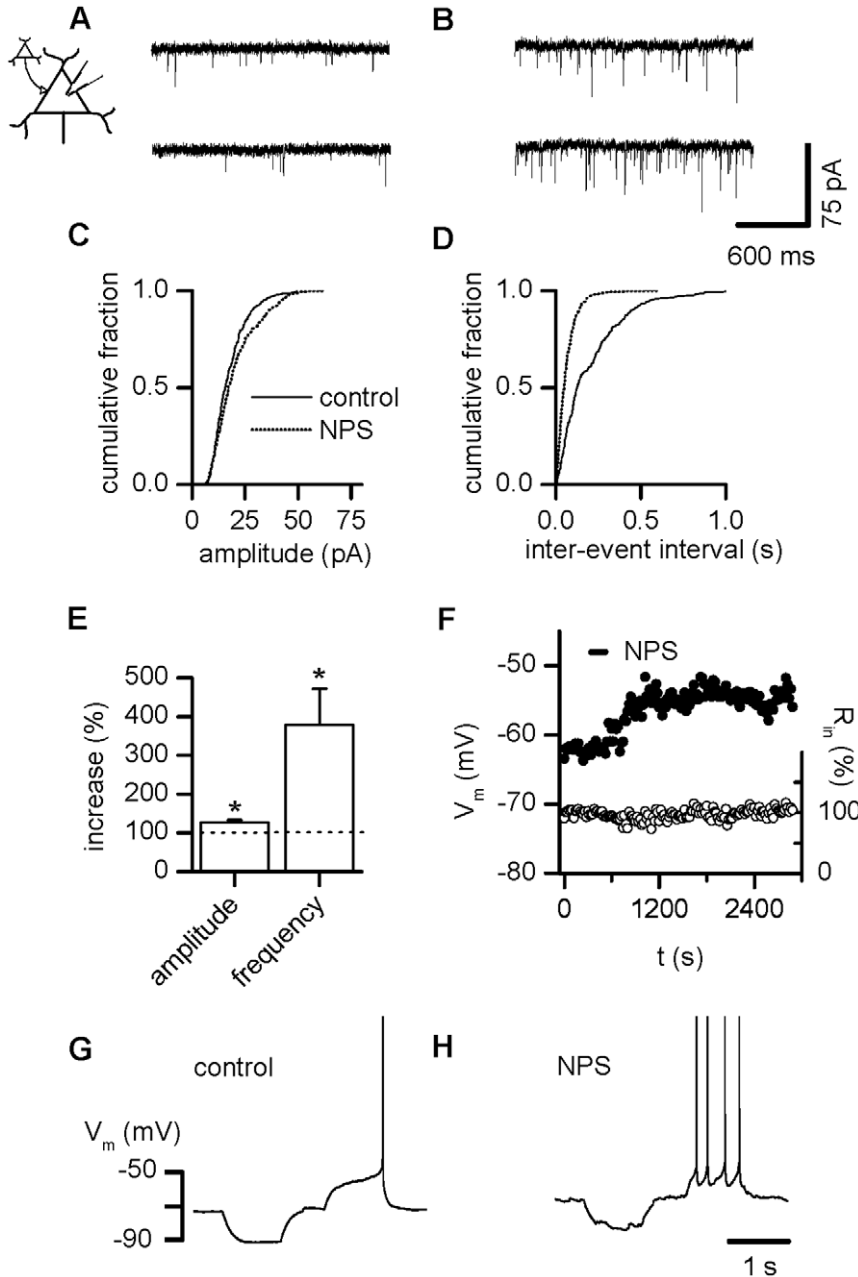 A
B
75 pA
600 ms
C
D
cumulative fraction
1.0
0.5
0.0
control
NPS
0 25 50 75
amplitude (pA)
cumulative fraction
1.0
0.5
0.0
0.0 0.5 1.0
inter-event interval (s)
E
increase (%)
500
400
300
200
100
0
*
*
amplitude
frequency
F
NPS
Vm (mV)
-50
-60
-70
-80
Rin (%)
100
0
0 1200 2400
t (s)
G
control
Vm (mV)
-50
-90
H
NPS
1 s